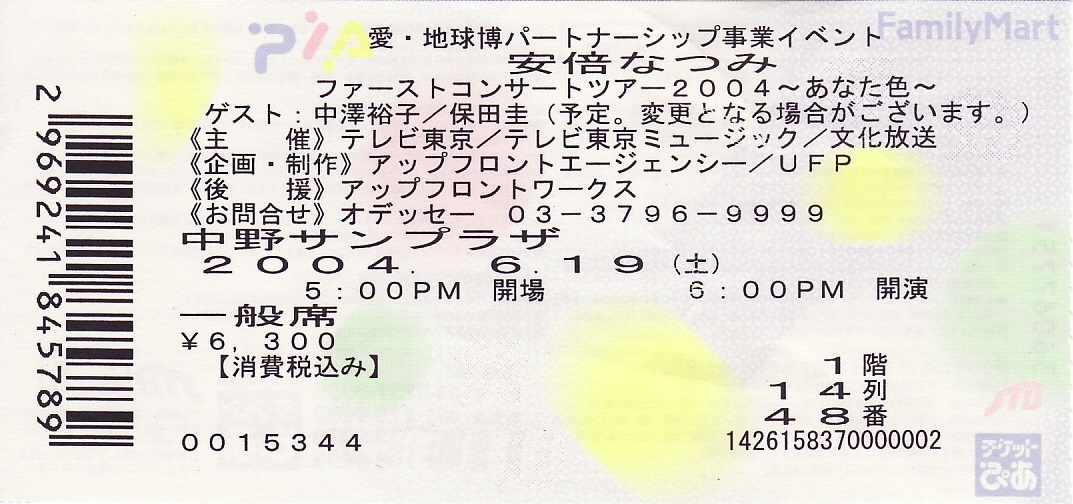 PIA
FamilyMart
愛・地球博パートナーシップ事業イベント
安倍なつみ
ファーストコンサートツアー2004～あなた色～
ゲスト：中澤裕子／保田圭（予定。変更となる場合がございます。）
《主　　催》テレビ東京／テレビ東京ミュージック／文化放送
《企画・制作》アップフロントエージェンシー／UFP
《後　　援》アップフロントワークス
《お問合せ》オデッセー　03－3796－9999
中野サンプラザ
2004.　6.19（土）
5：00PM　開場　　　6：00PM　開演
一般席
￥6,300
【消費税込み】
1階
14列
48番
0015344
1426158370000002
2969241845789
STB
チケットぴあ